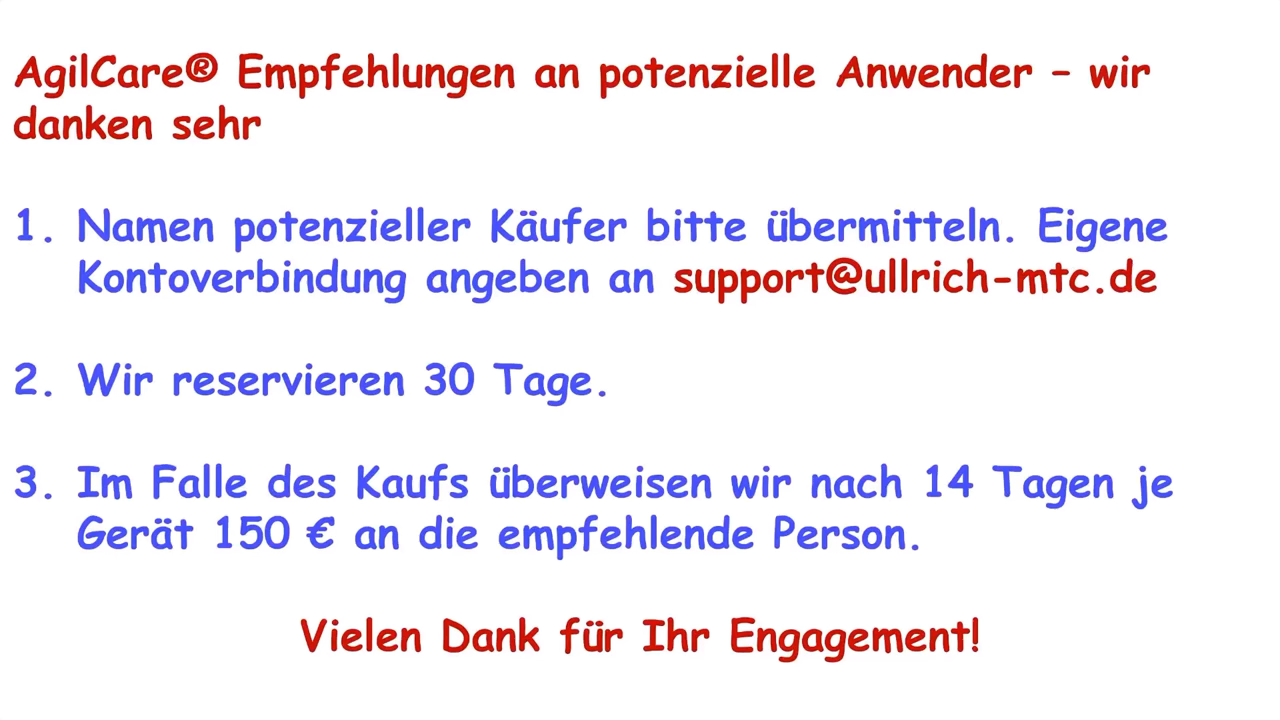 AgilCare® Empfehlungen an potenzielle Anwender – wir
danken sehr
1. Namen potenzieller Käufer bitte übermitteln. Eigene
Kontoverbindung angeben an support@ullrich-mtc.de
2. Wir reservieren 30 Tage.
3. Im Falle des Kaufs überweisen wir nach 14 Tagen je
Gerät 150 € an die empfehlende Person.
Vielen Dank für Ihr Engagement!